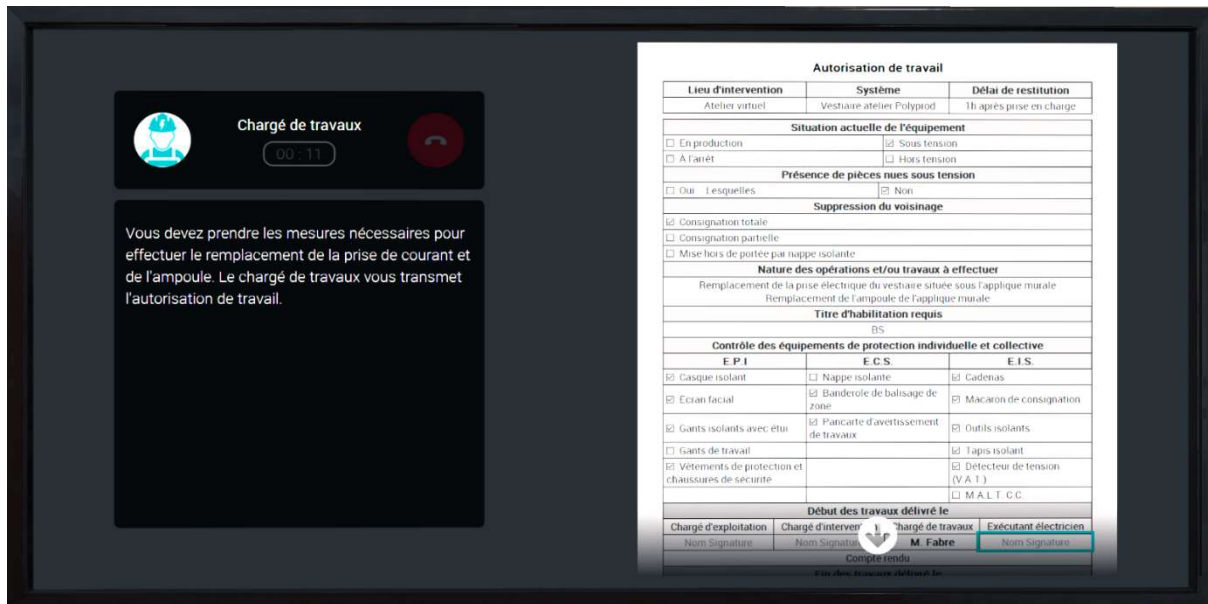 Chargé de travaux
00 : 11
Vous devez prendre les mesures nécessaires pour
effectuer le remplacement de la prise de courant et
de l'ampoule. Le chargé de travaux vous transmet
l'autorisation de travail.
Autorisation de travail
Lieu d'intervention Système Délai de restitution
Atelier virtuel Vestiaire atelier Polyprod 1h après prise en charge
Situation actuelle de l'équipement
☐ En production ☑ Sous tension
☐ À l'arrêt ☐ Hors tension
Présence de pièces nues sous tension
☐ Oui Lesquelles ☑ Non
Suppression du voisinage
☑ Consignation totale
☐ Consignation partielle
☐ Mise hors de portée par nappe isolante
Nature des opérations et/ou travaux à effectuer
Remplacement de la prise électrique du vestiaire située sous l'applique murale
Remplacement de l'ampoule de l'applique murale
Titre d'habilitation requis
BS
Contrôle des équipements de protection individuelle et collective
E.P.I E.C.S. E.I.S.
☑ Casque isolant ☐ Nappe isolante ☑ Cadenas
☑ Ecran facial ☑ Banderole de balisage de
zone ☑ Macaron de consignation
☑ Gants isolants avec étui ☑ Pancarte d'avertissement
de travaux ☑ Outils isolants
☐ Gants de travail ☑ Tapis isolant
☑ Vêtements de protection et
chaussures de sécurité ☑ Détecteur de tension
(V.A.T.)
☐ M.A.L.T. C.C.
Début des travaux délivré le
Chargé d'exploitation Chargé d'interven Chargé de travaux Exécutant électricien
Nom Signature Nom Signatur M. Fabre Nom Signature
Compte rendu
Fin des travaux délivré le